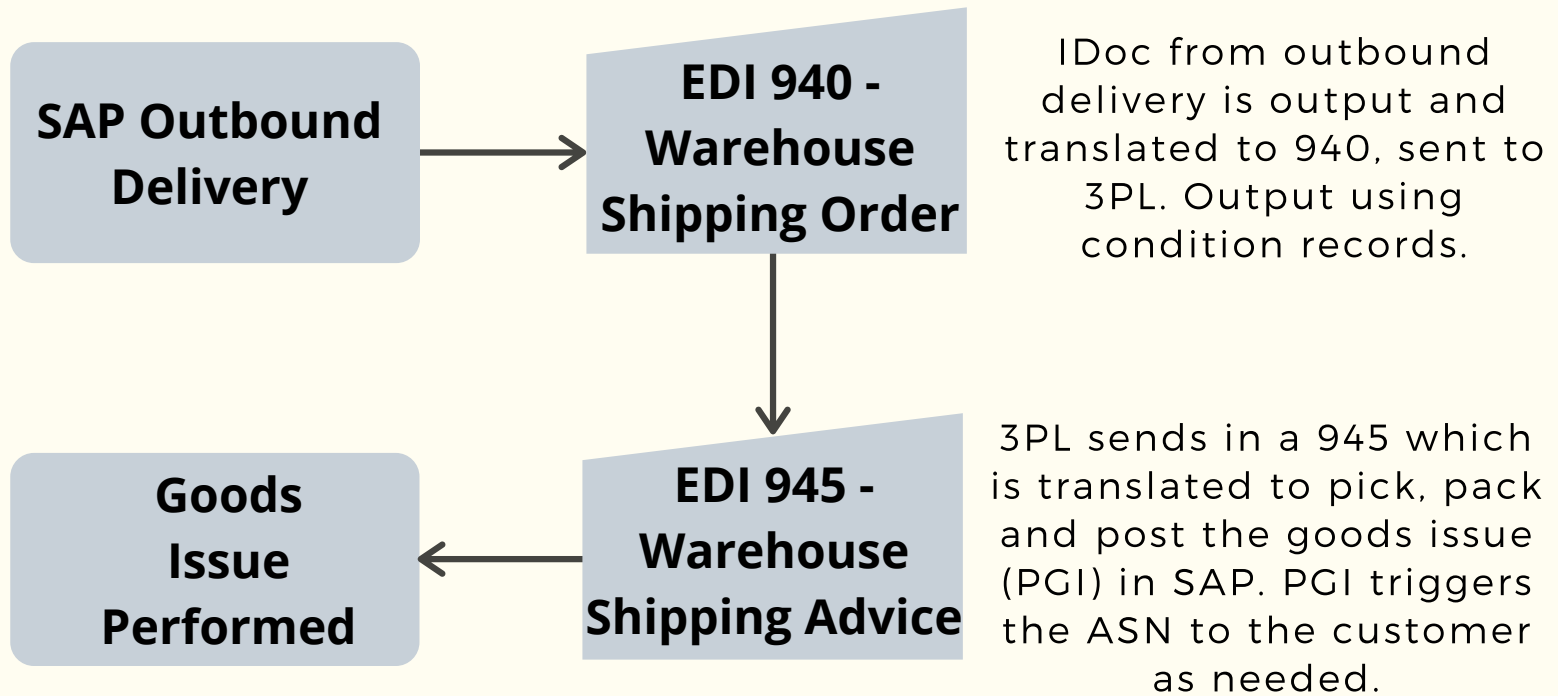 SAP Outbound
Delivery
EDI 940 -
Warehouse
Shipping Order
IDoc from outbound
delivery is output and
translated to 940, sent to
3PL. Output using
condition records.
Goods
Issue
Performed
EDI 945 -
Warehouse
Shipping Advice
3PL sends in a 945 which
is translated to pick, pack
and post the goods issue
(PGI) in SAP. PGI triggers
the ASN to the customer
as needed.